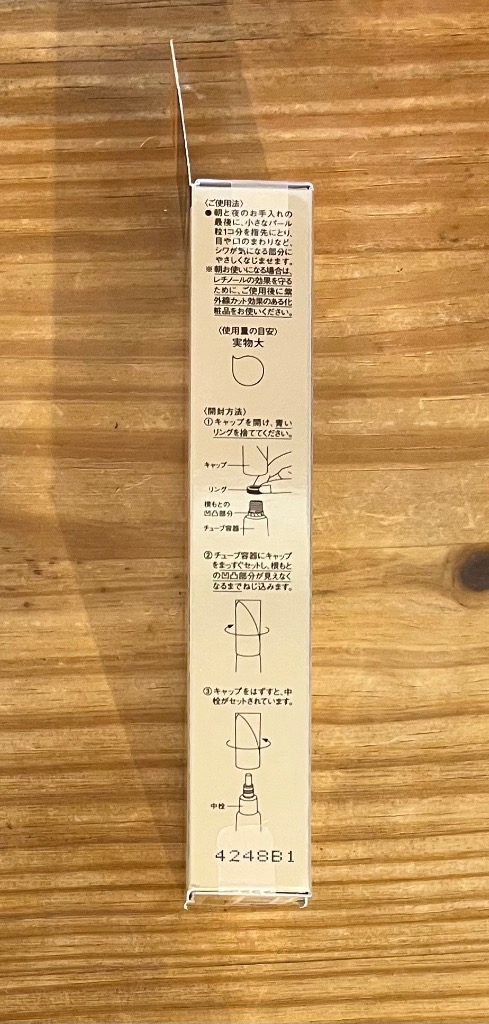 〈ご使用法〉
●朝と夜のお手入れの
最後に、小さなパール
粒1コ分を指先にとり、
目や口のまわりなど、
シワが気になる部分に
やさしくなじませます。
※朝お使いになる場合は、
レチノールの効果を守る
ために、ご使用後に紫
外線カット効果のある化
粧品をお使いください。
〈使用量の目安〉
実物大
〈開封方法〉
①キャップを開け、青い
リングを捨ててください。
キャップ
リング
根もとの
凹凸部分
チューブ容器
②チューブ容器にキャップ
をまっすぐセットし、根もと
の凹凸部分が見えなく
なるまでねじ込みます。
③キャップをはずすと、中
栓がセットされています。
中栓
4248B1